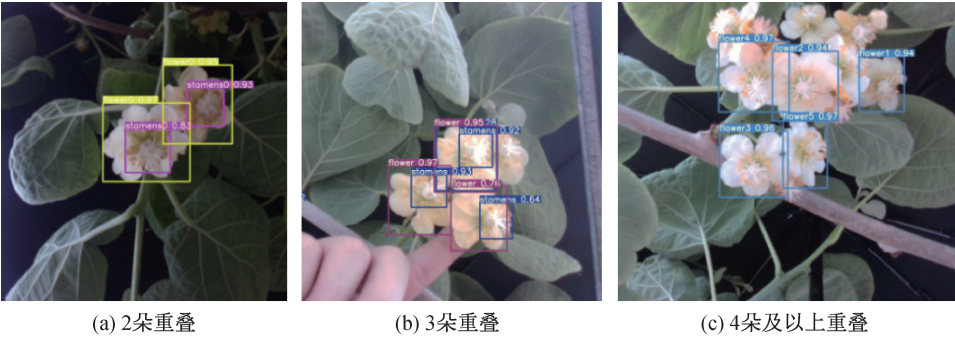 flower0 0.95
stamens0 0.93
flower0 0.97
stamens0 0.83
(a) 2朵重叠
flower 0.95
stamens 0.92
flower 0.97
stamens 0.93
flower 0.76
stamens 0.64
(b) 3朵重叠
flower4 0.97
flower2 0.94
flower1 0.94
flower5 0.97
flower3 0.96
(c) 4朵及以上重叠